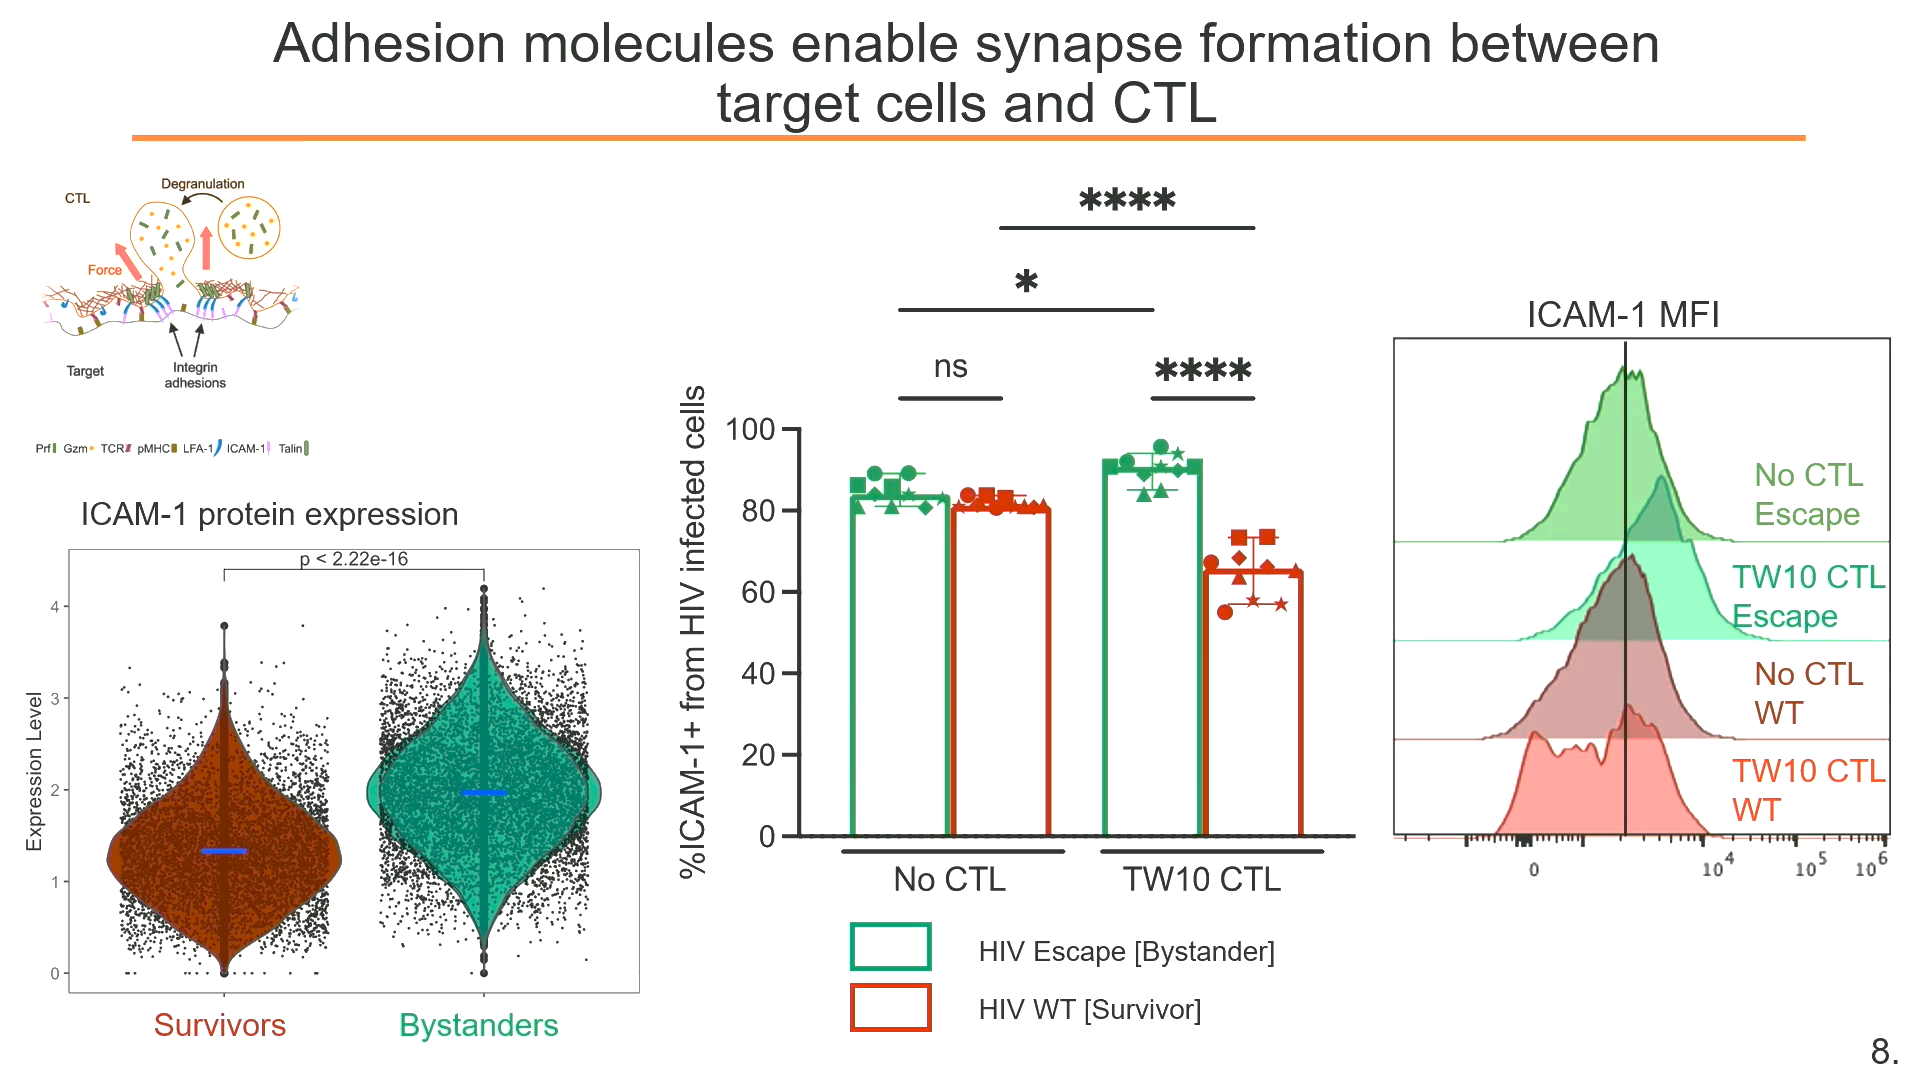 Adhesion molecules enable synapse formation between
target cells and CTL
Degranulation
CTL
Force
Target
Integrin
adhesions
Prf Gzm TCR pMHC LFA-1 ICAM-1 Talin
ICAM-1 protein expression
p < 2.22e-16
Expression Level
4
3
2
1
0
Survivors
Bystanders
****
*
ns
****
%ICAM-1+ from HIV infected cells
100
80
60
40
20
0
No CTL
TW10 CTL
HIV Escape [Bystander]
HIV WT [Survivor]
ICAM-1 MFI
No CTL
Escape
TW10 CTL
Escape
No CTL
WT
TW10 CTL
WT
0 10^4 10^5 10^6
8.